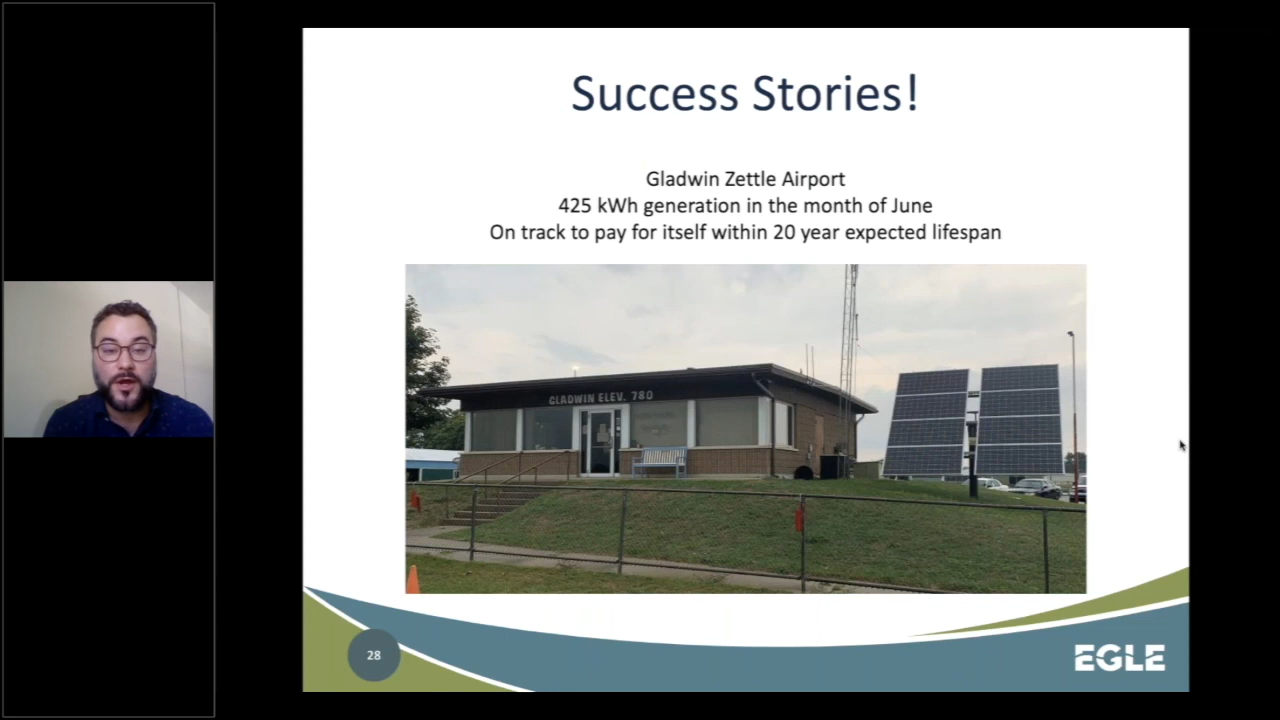 Success Stories!
Gladwin Zettle Airport
425 kWh generation in the month of June
On track to pay for itself within 20 year expected lifespan
GLADWIN ELEV. 780
28
EGLE